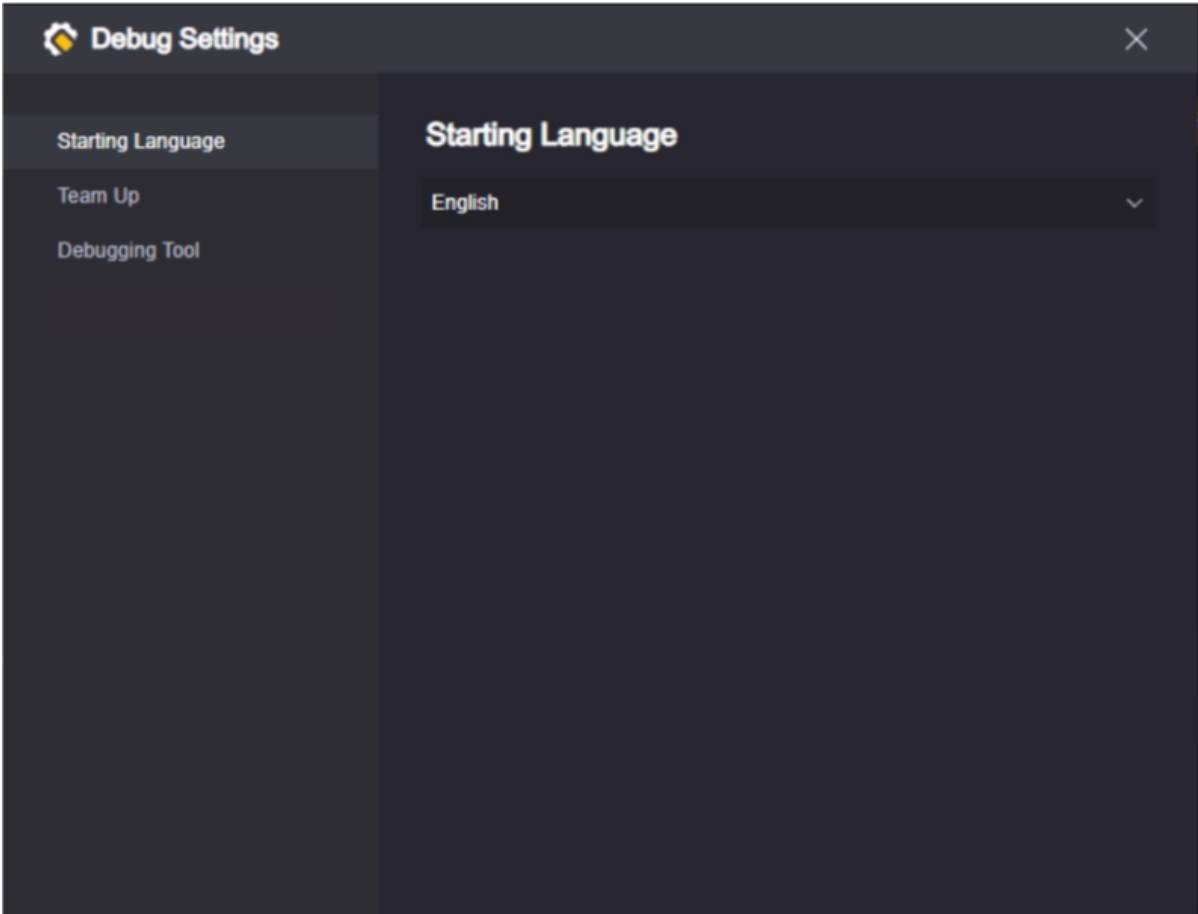 Debug Settings
Starting Language
Team Up
Debugging Tool
Starting Language
English